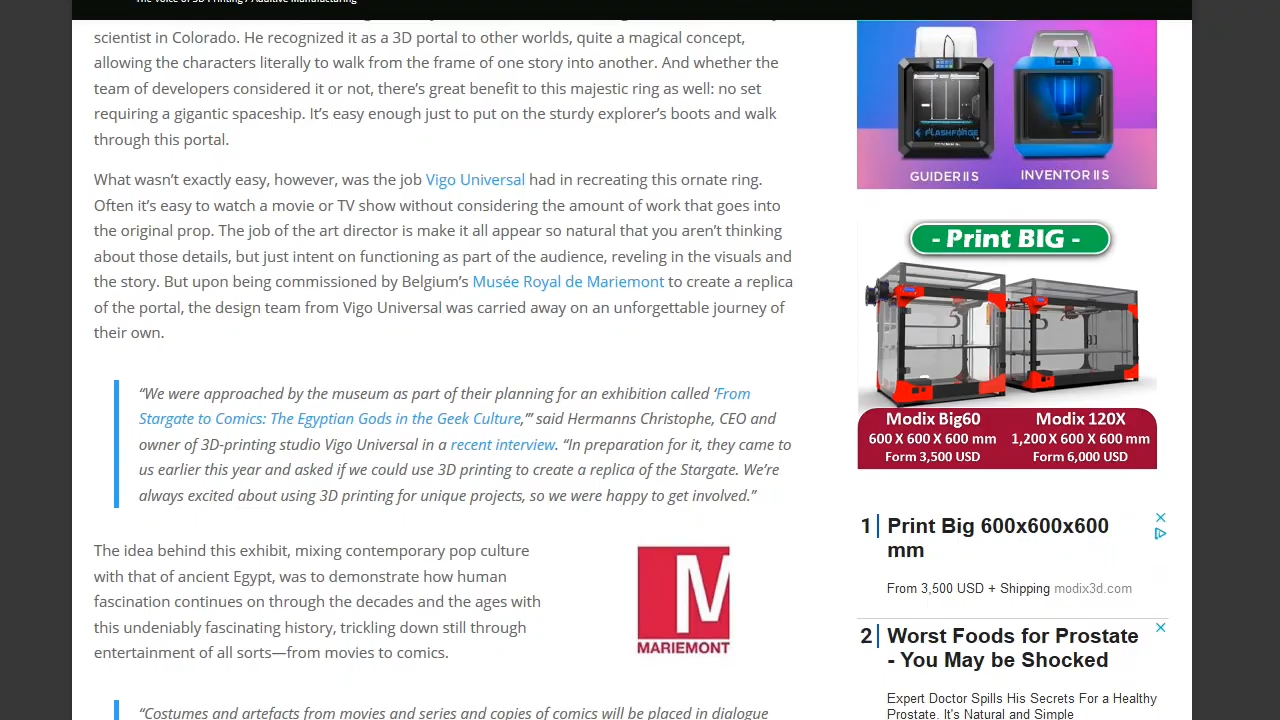 The Voice of 3D Printing / Additive Manufacturing
scientist in Colorado. He recognized it as a 3D portal to other worlds, quite a magical concept,
allowing the characters literally to walk from the frame of one story into another. And whether the
team of developers considered it or not, there’s great benefit to this majestic ring as well: no set
requiring a gigantic spaceship. It’s easy enough just to put on the sturdy explorer’s boots and walk
through this portal.
What wasn’t exactly easy, however, was the job Vigo Universal had in recreating this ornate ring.
Often it’s easy to watch a movie or TV show without considering the amount of work that goes into
the original prop. The job of the art director is make it all appear so natural that you aren’t thinking
about those details, but just intent on functioning as part of the audience, reveling in the visuals and
the story. But upon being commissioned by Belgium’s Musée Royal de Mariemont to create a replica
of the portal, the design team from Vigo Universal was carried away on an unforgettable journey of
their own.
“We were approached by the museum as part of their planning for an exhibition called ‘From
Stargate to Comics: The Egyptian Gods in the Geek Culture,’” said Hermanns Christophe, CEO and
owner of 3D-printing studio Vigo Universal in a recent interview. “In preparation for it, they came to
us earlier this year and asked if we could use 3D printing to create a replica of the Stargate. We’re
always excited about using 3D printing for unique projects, so we were happy to get involved.”
The idea behind this exhibit, mixing contemporary pop culture
with that of ancient Egypt, was to demonstrate how human
fascination continues on through the decades and the ages with
this undeniably fascinating history, trickling down still through
entertainment of all sorts—from movies to comics.
M
MARIEMONT
“Costumes and artefacts from movies and series and copies of comics will be placed in dialogue
FLASHFORGE
GUIDER IIS INVENTOR IIS
- Print BIG -
Modix Big60 Modix 120X
600 X 600 X 600 mm 1,200 X 600 X 600 mm
Form 3,500 USD Form 6,000 USD
1 Print Big 600x600x600
mm
From 3,500 USD + Shipping modix3d.com
2 Worst Foods for Prostate
- You May be Shocked
Expert Doctor Spills His Secrets For a Healthy
Prostate. It's Natural and Simple